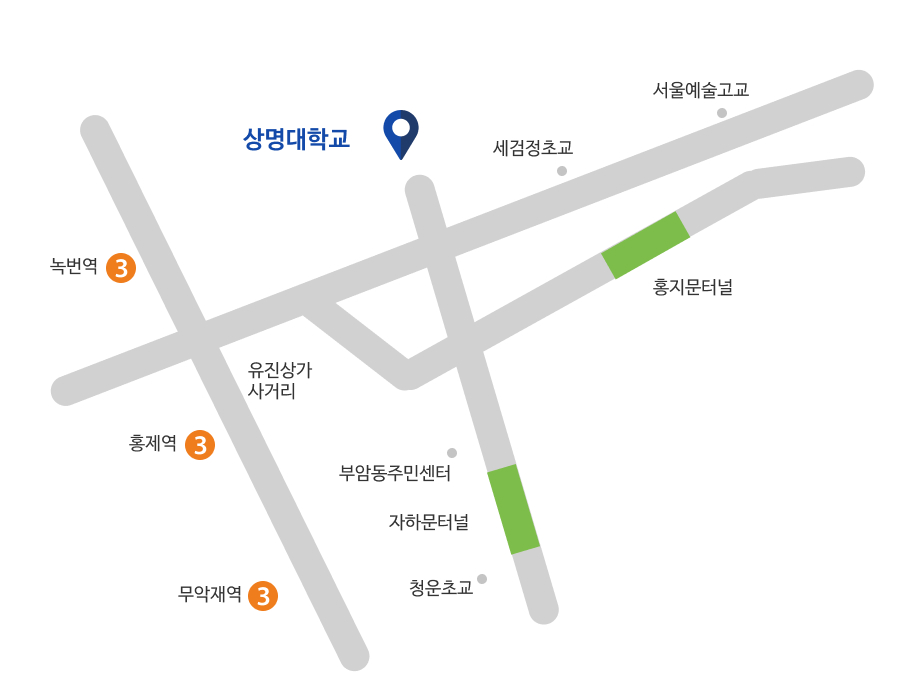 서울예술고교
상명대학교
세검정초교
녹번역 3
홍지문터널
유진상가
사거리
홍제역 3
부암동주민센터
자하문터널
청운초교
무악재역 3